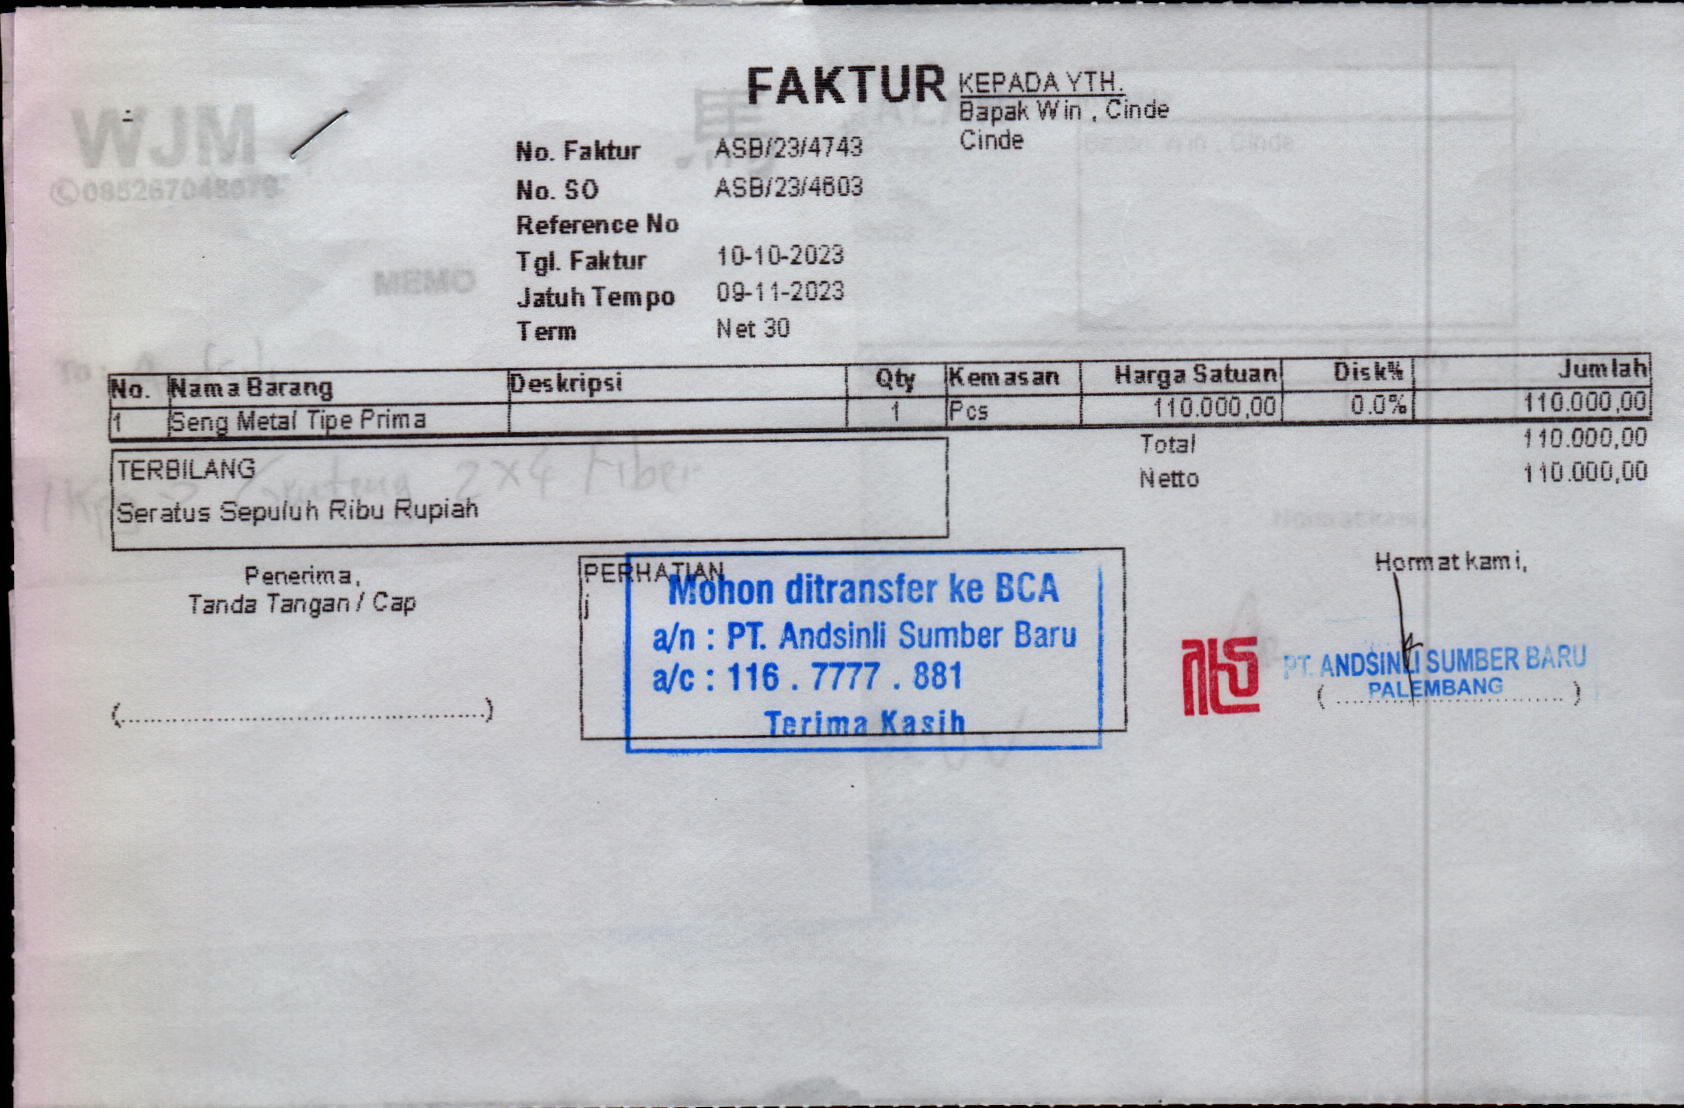 FAKTUR
KEPADA YTH.
Bapak Win , Cinde
Cinde
No. Faktur ASB/23/4743
No. SO ASB/23/4603
Reference No
Tgl. Faktur 10-10-2023
Jatuh Tempo 09-11-2023
Term Net 30
WJM
MEMO
No. Nama Barang Deskripsi Qty Kemasan Harga Satuan Disk% Jumlah
1 Seng Metal Tipe Prima 1 Pcs 110.000,00 0.0% 110.000,00
Total 110.000,00
Netto 110.000,00
TERBILANG
Seratus Sepuluh Ribu Rupiah
2x4 Fiber
Penerima,
Tanda Tangan / Cap
(..........................................)
PERHATIAN
j
Mohon ditransfer ke BCA
a/n : PT. Andsinli Sumber Baru
a/c : 116 . 7777 . 881
Terima Kasih
Hormat kami,
PT. ANDSINLI SUMBER BARU
PALEMBANG
(..............................)